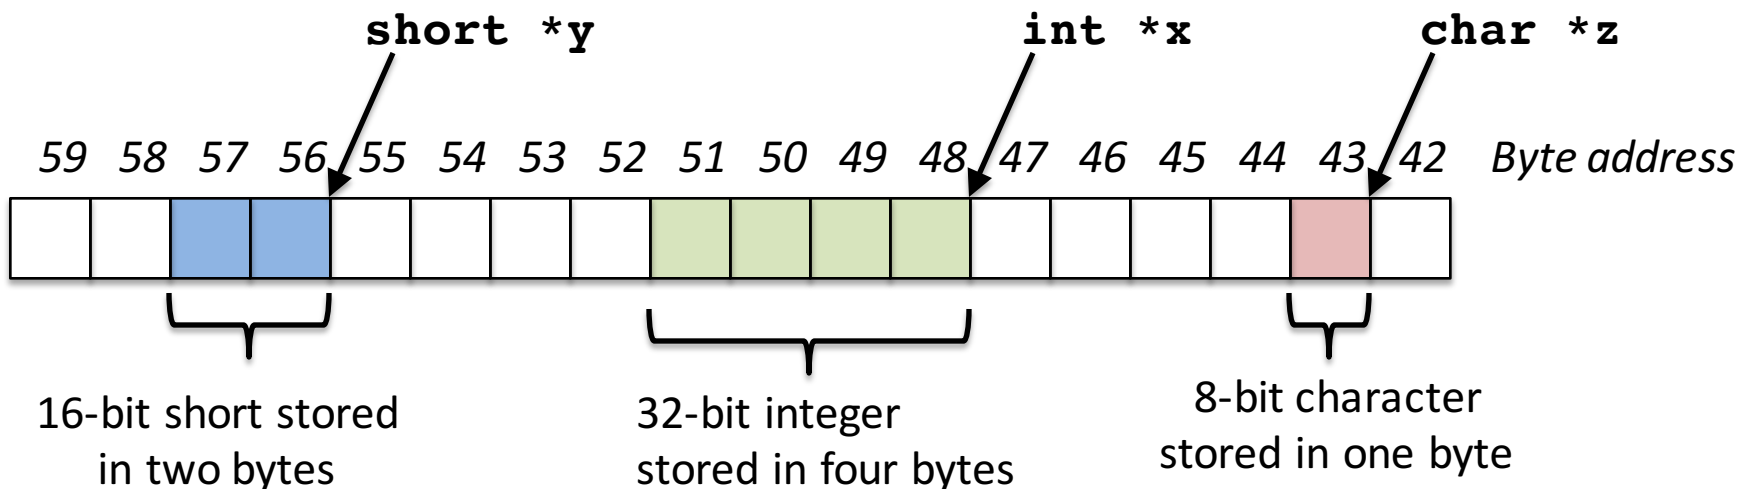 short *y int *x char *z
59 58 57 56 55 54 53 52 51 50 49 48 47 46 45 44 43 42 Byte address
16-bit short stored
in two bytes
32-bit integer
stored in four bytes
8-bit character
stored in one byte